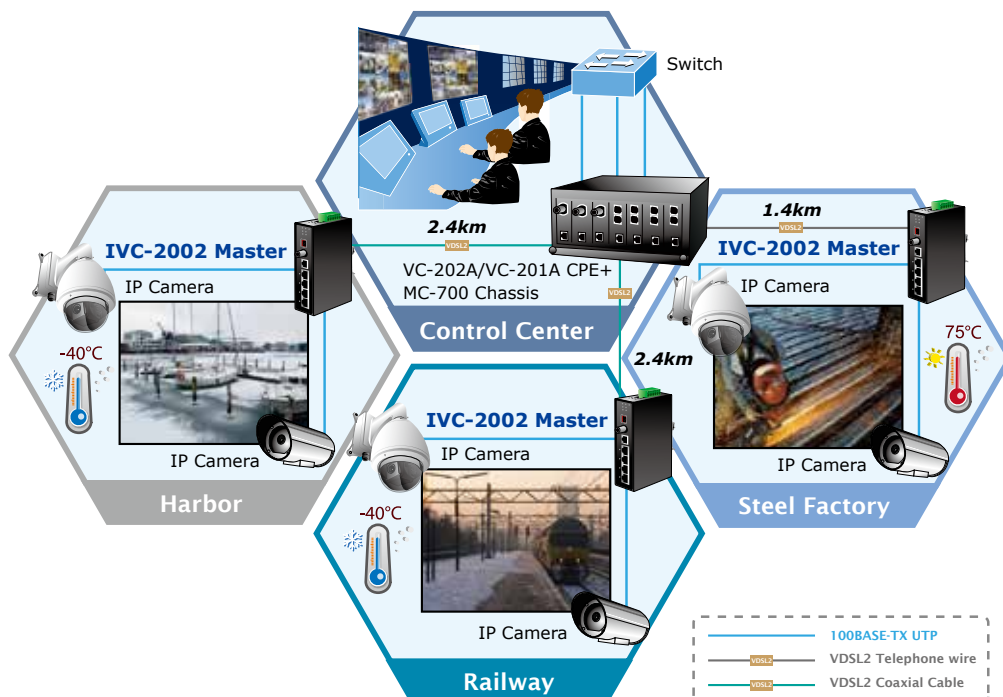 Switch
2.4km
VDSL2
VC-202A/VC-201A CPE+
MC-700 Chassis
VDSL2
Control Center
IVC-2002 Master
IP Camera
-40°C
IP Camera
Harbor
1.4km
VDSL2
IVC-2002 Master
IP Camera
75°C
IP Camera
Steel Factory
2.4km
IVC-2002 Master
IP Camera
-40°C
IP Camera
Railway
100BASE-TX UTP
VDSL2 VDSL2 Telephone wire
VDSL2 VDSL2 Coaxial Cable